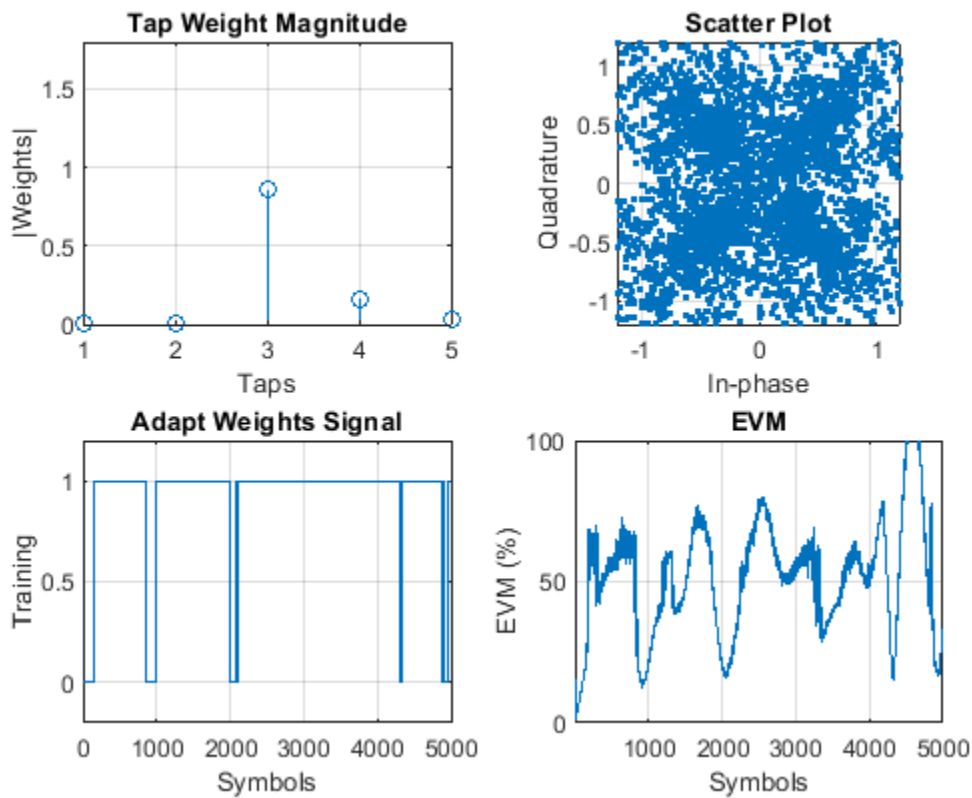 Tap Weight Magnitude
|Weights|
1.5
1
0.5
0
1 2 3 4 5
Taps
Scatter Plot
Quadrature
1
0.5
0
-0.5
-1
-1 0 1
In-phase
Adapt Weights Signal
Training
1
0.5
0
0 1000 2000 3000 4000 5000
Symbols
EVM
EVM (%)
100
50
0
1000 2000 3000 4000 5000
Symbols